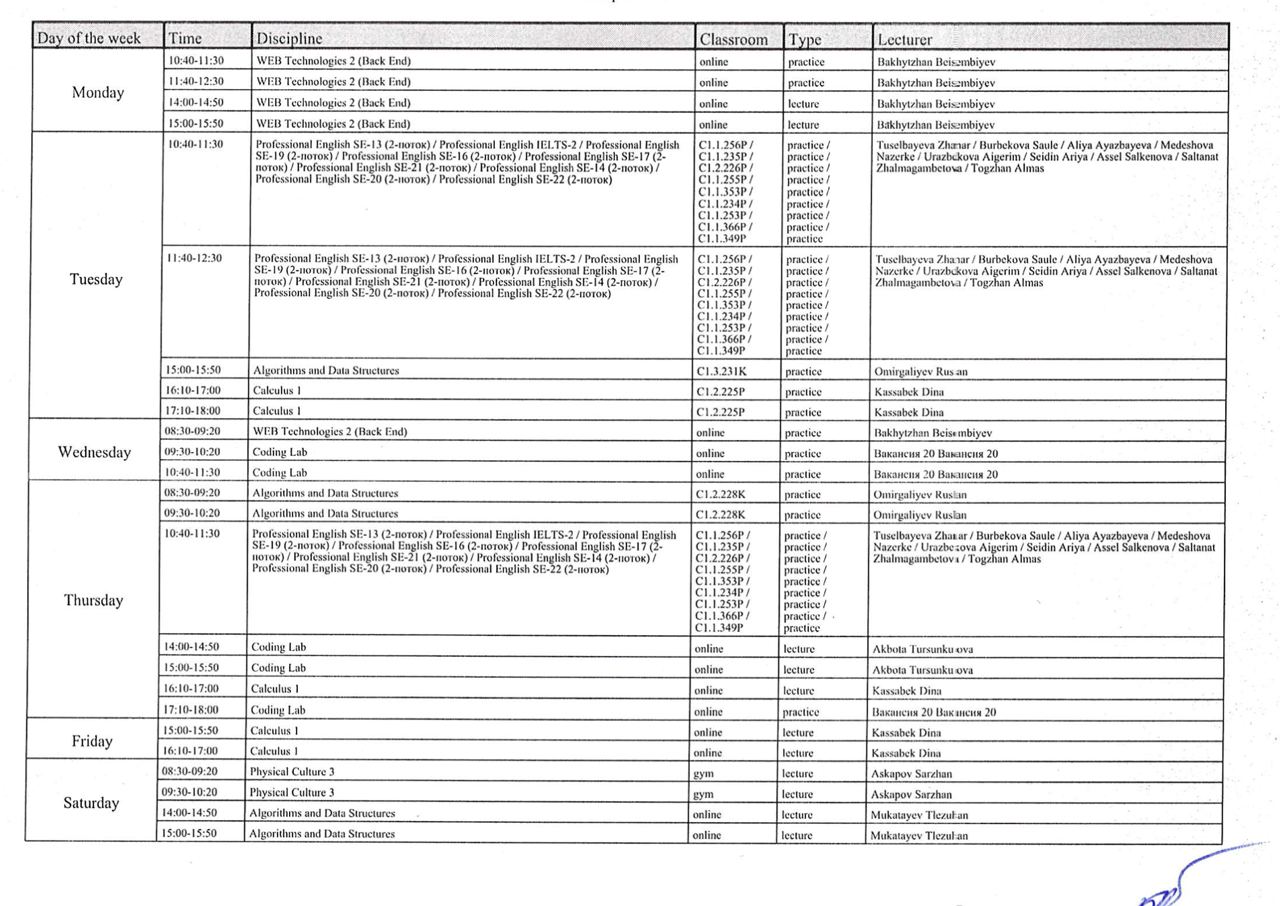 Day of the week Time Discipline Classroom Type Lecturer
Monday
10:40-11:30 WEB Technologies 2 (Back End) online practice Bakhytzhan Beisembiyev
11:40-12:30 WEB Technologies 2 (Back End) online practice Bakhytzhan Beisembiyev
14:00-14:50 WEB Technologies 2 (Back End) online lecture Bakhytzhan Beisembiyev
15:00-15:50 WEB Technologies 2 (Back End) online lecture Bakhytzhan Beisembiyev
Tuesday
10:40-11:30 Professional English SE-13 (2-поток) / Professional English IELTS-2 / Professional English C1.1.256P / practice / Tuselbayeva Zhanar / Burbekova Saule / Aliya Ayazbayeva / Medeshova
SE-19 (2-поток) / Professional English SE-16 (2-поток) / Professional English SE-17 (2- C1.1.235P / practice / Nazerke / Urazbekova Aigerim / Seidin Ariya / Assel Salkenova / Saltanat
поток) / Professional English SE-21 (2-поток) / Professional English SE-14 (2-поток) / C1.2.226P / practice / Zhalmagambetova / Togzhan Almas
Professional English SE-20 (2-поток) / Professional English SE-22 (2-поток) C1.1.255P / practice /
C1.1.353P / practice /
C1.1.234P / practice /
C1.1.253P / practice /
C1.1.366P / practice /
C1.1.349P practice
11:40-12:30 Professional English SE-13 (2-поток) / Professional English IELTS-2 / Professional English C1.1.256P / practice / Tuselbayeva Zhanar / Burbekova Saule / Aliya Ayazbayeva / Medeshova
SE-19 (2-поток) / Professional English SE-16 (2-поток) / Professional English SE-17 (2- C1.1.235P / practice / Nazerke / Urazbekova Aigerim / Seidin Ariya / Assel Salkenova / Saltanat
поток) / Professional English SE-21 (2-поток) / Professional English SE-14 (2-поток) / C1.2.226P / practice / Zhalmagambetova / Togzhan Almas
Professional English SE-20 (2-поток) / Professional English SE-22 (2-поток) C1.1.255P / practice /
C1.1.353P / practice /
C1.1.234P / practice /
C1.1.253P / practice /
C1.1.366P / practice /
C1.1.349P practice
15:00-15:50 Algorithms and Data Structures C1.3.231K practice Omirgaliyev Ruslan
16:10-17:00 Calculus 1 C1.2.225P practice Kassabek Dina
17:10-18:00 Calculus 1 C1.2.225P practice Kassabek Dina
Wednesday
08:30-09:20 WEB Technologies 2 (Back End) online practice Bakhytzhan Beisembiyev
09:30-10:20 Coding Lab online practice Вакансия 20 Вакансия 20
10:40-11:30 Coding Lab online practice Вакансия 20 Вакансия 20
Thursday
08:30-09:20 Algorithms and Data Structures C1.2.228K practice Omirgaliyev Ruslan
09:30-10:20 Algorithms and Data Structures C1.2.228K practice Omirgaliyev Ruslan
10:40-11:30 Professional English SE-13 (2-поток) / Professional English IELTS-2 / Professional English C1.1.256P / practice / Tuselbayeva Zhanar / Burbekova Saule / Aliya Ayazbayeva / Medeshova
SE-19 (2-поток) / Professional English SE-16 (2-поток) / Professional English SE-17 (2- C1.1.235P / practice / Nazerke / Urazbekova Aigerim / Seidin Ariya / Assel Salkenova / Saltanat
поток) / Professional English SE-21 (2-поток) / Professional English SE-14 (2-поток) / C1.2.226P / practice / Zhalmagambetova / Togzhan Almas
Professional English SE-20 (2-поток) / Professional English SE-22 (2-поток) C1.1.255P / practice /
C1.1.353P / practice /
C1.1.234P / practice /
C1.1.253P / practice /
C1.1.366P / practice /
C1.1.349P practice
14:00-14:50 Coding Lab online lecture Akbota Tursunkulova
15:00-15:50 Coding Lab online lecture Akbota Tursunkulova
16:10-17:00 Calculus 1 online lecture Kassabek Dina
17:10-18:00 Coding Lab online practice Вакансия 20 Вакансия 20
Friday
15:00-15:50 Calculus 1 online lecture Kassabek Dina
16:10-17:00 Calculus 1 online lecture Kassabek Dina
Saturday
08:30-09:20 Physical Culture 3 gym lecture Askapov Sarzhan
09:30-10:20 Physical Culture 3 gym lecture Askapov Sarzhan
14:00-14:50 Algorithms and Data Structures online lecture Mukatayev Tlezuhan
15:00-15:50 Algorithms and Data Structures online lecture Mukatayev Tlezuhan